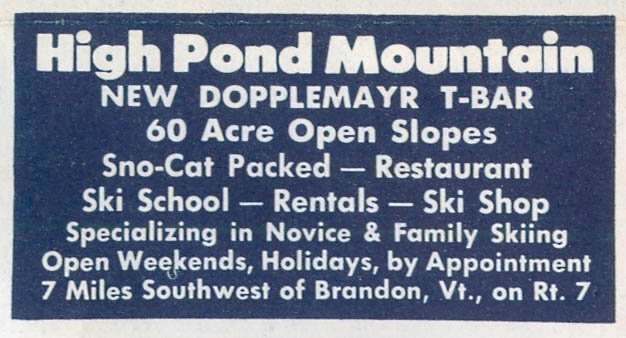 High Pond Mountain
NEW DOPPLEMAYR T-BAR
60 Acre Open Slopes
Sno-Cat Packed — Restaurant
Ski School — Rentals — Ski Shop
Specializing in Novice & Family Skiing
Open Weekends, Holidays, by Appointment
7 Miles Southwest of Brandon, Vt., on Rt. 7